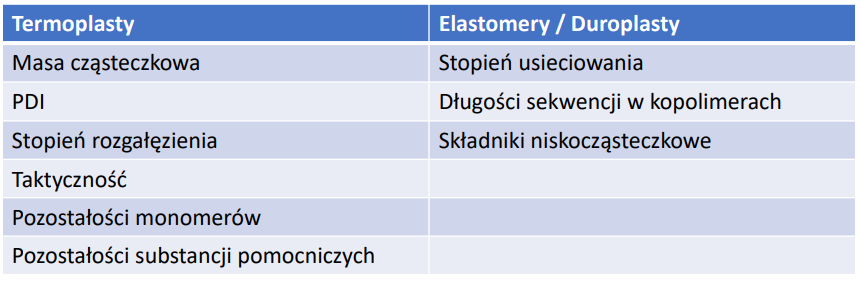 Termoplasty Elastomery / Duroplasty
Masa cząsteczkowa Stopień usieciowania
PDI Długości sekwencji w kopolimerach
Stopień rozgałęzienia Składniki niskocząsteczkowe
Taktyczność
Pozostałości monomerów
Pozostałości substancji pomocniczych